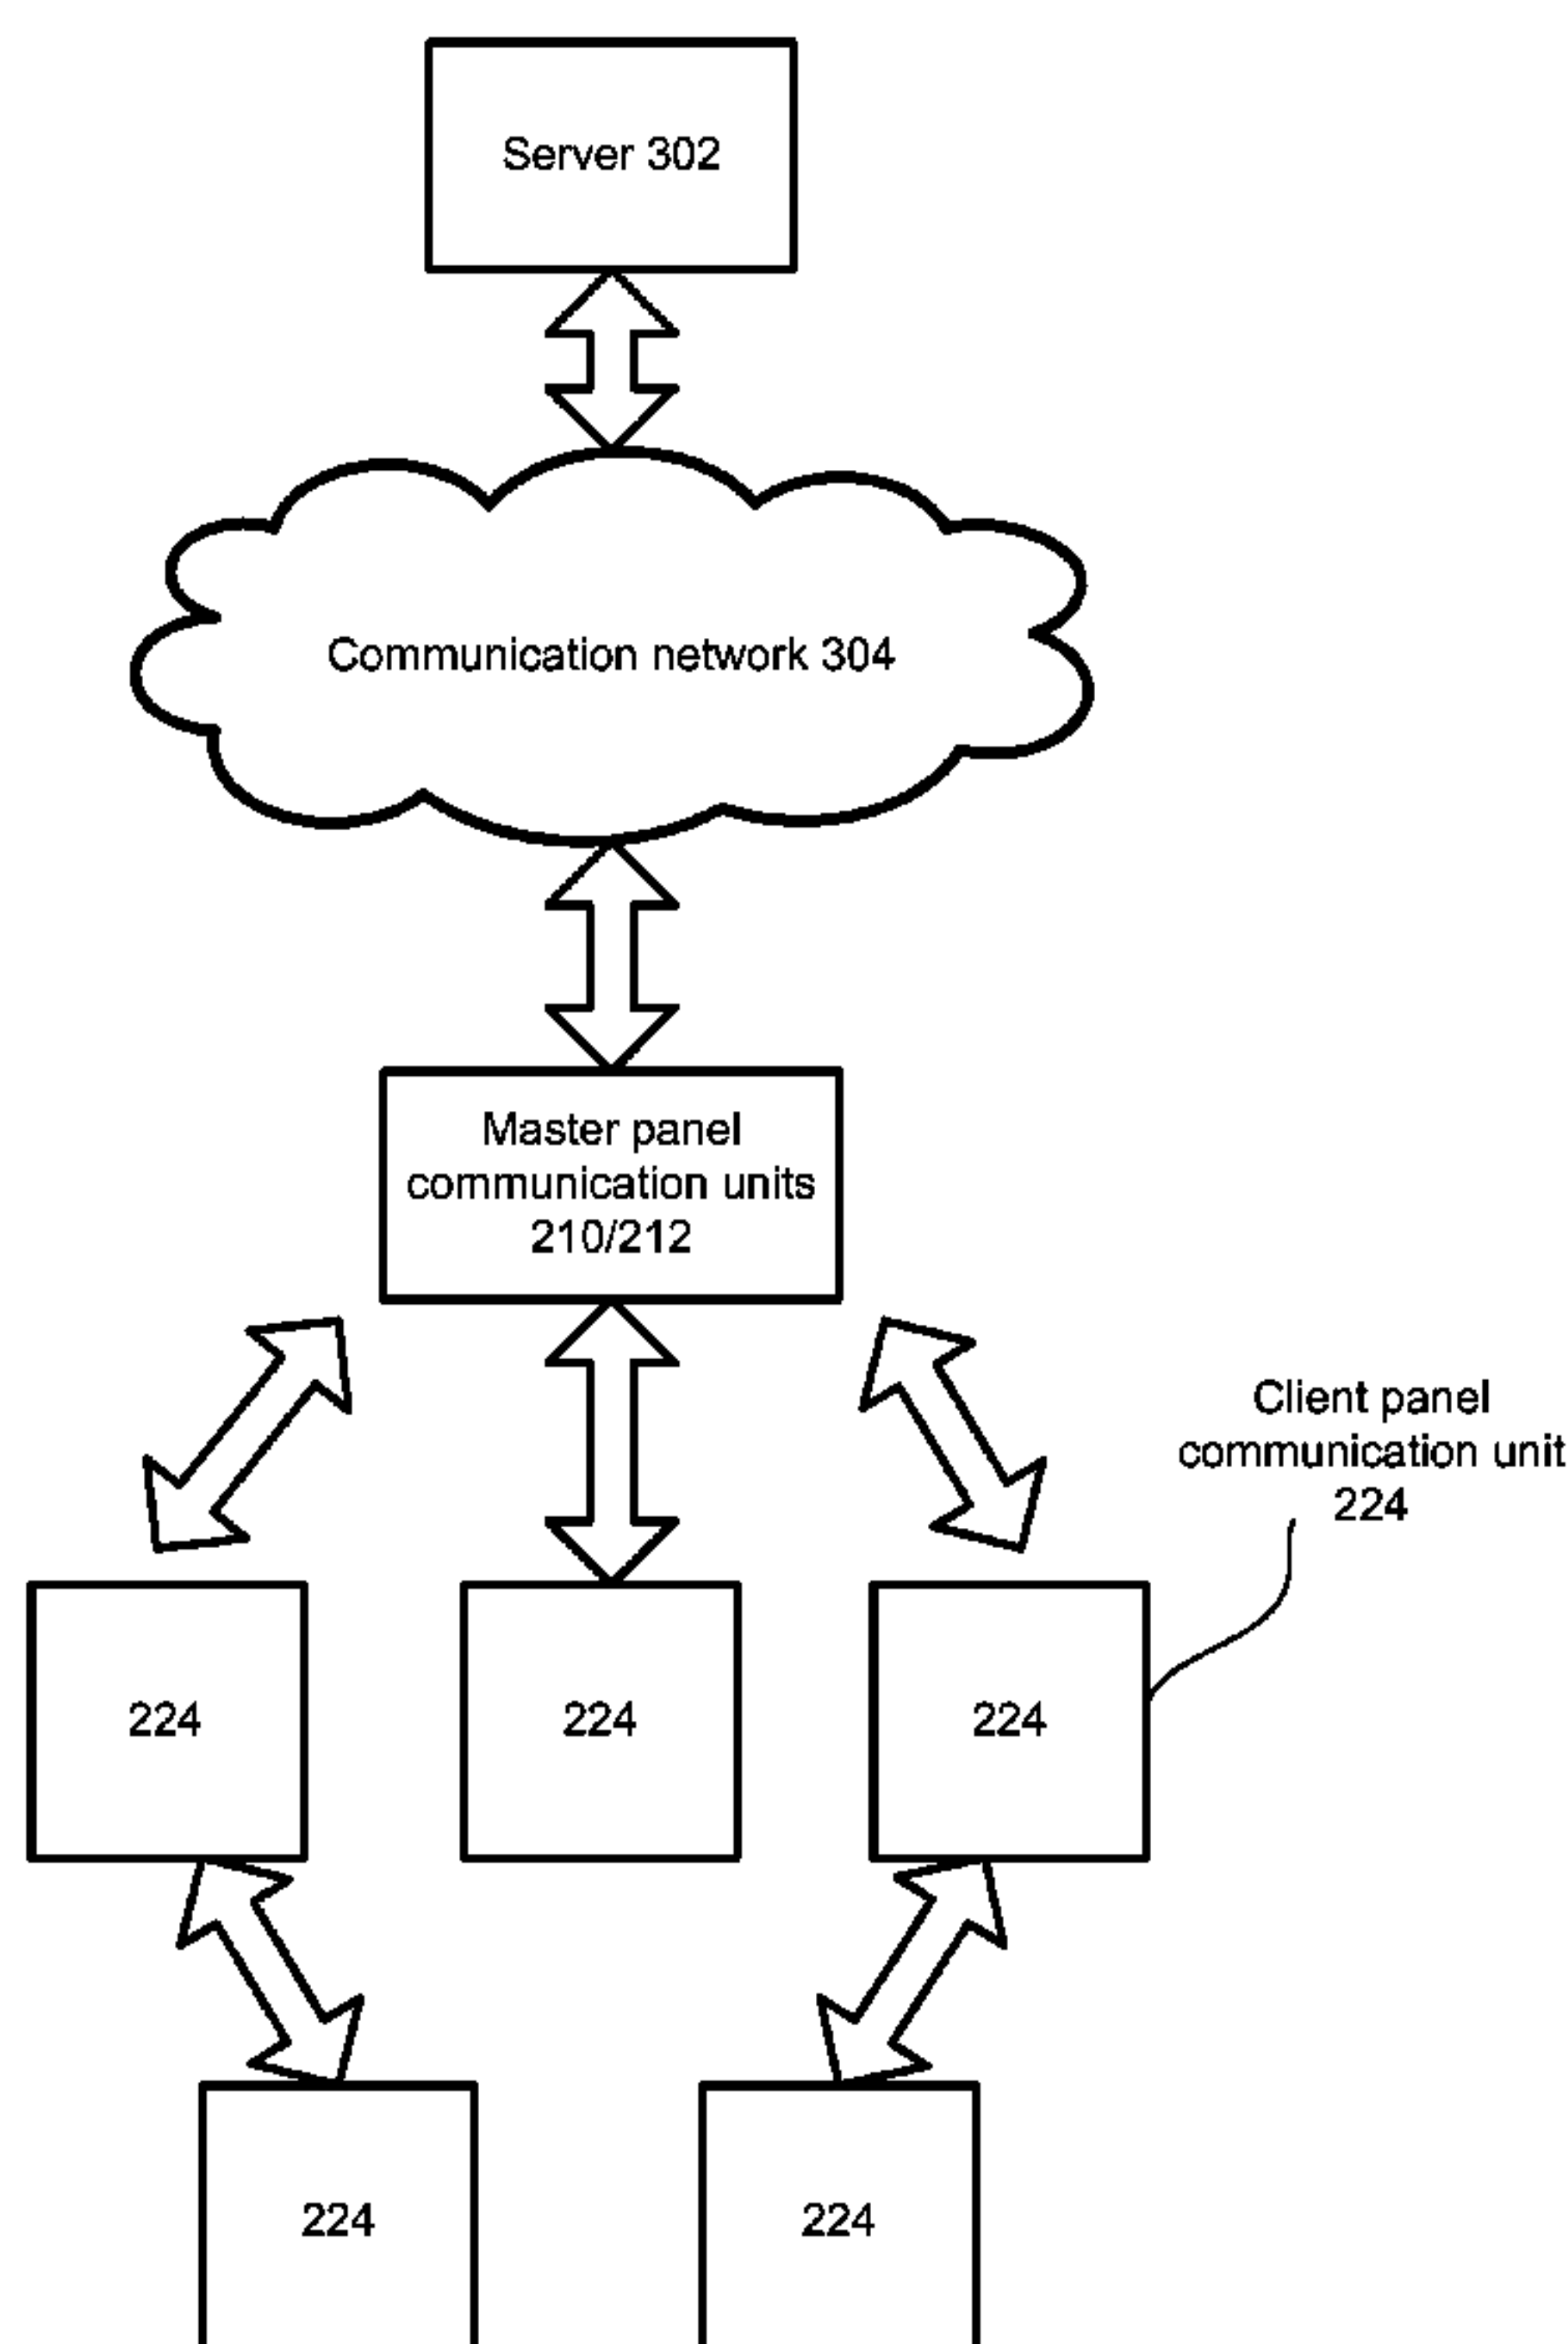 Server 302
Communication network 304
Master panel
communication units
210/212
Client panel
communication unit
224
224
224
224
224
224